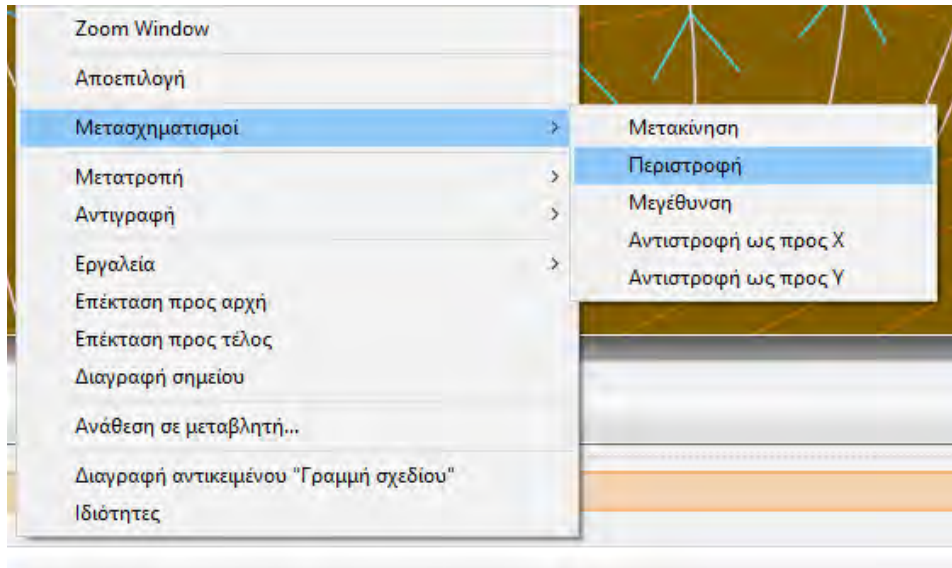 Zoom Window
Αποεπιλογή
Μετασχηματισμοί
Μετατροπή
Αντιγραφή
Εργαλεία
Επέκταση προς αρχή
Επέκταση προς τέλος
Διαγραφή σημείου
Ανάθεση σε μεταβλητή...
Διαγραφή αντικειμένου "Γραμμή σχεδίου"
Ιδιότητες
Μετακίνηση
Περιστροφή
Μεγέθυνση
Αντιστροφή ως προς X
Αντιστροφή ως προς Y